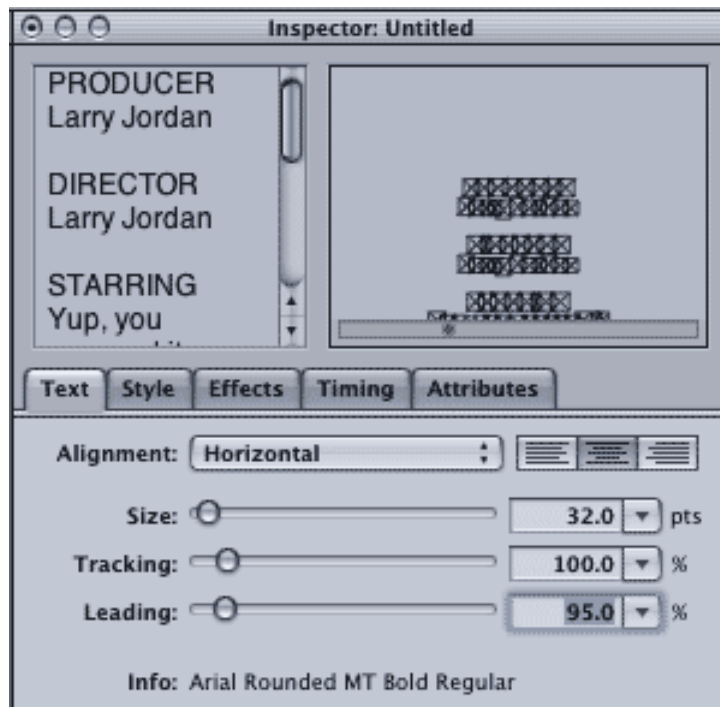 Inspector: Untitled
PRODUCER
Larry Jordan
DIRECTOR
Larry Jordan
STARRING
Yup, you
Text Style Effects Timing Attributes
Alignment: Horizontal
Size: 32.0 pts
Tracking: 100.0 %
Leading: 95.0 %
Info: Arial Rounded MT Bold Regular